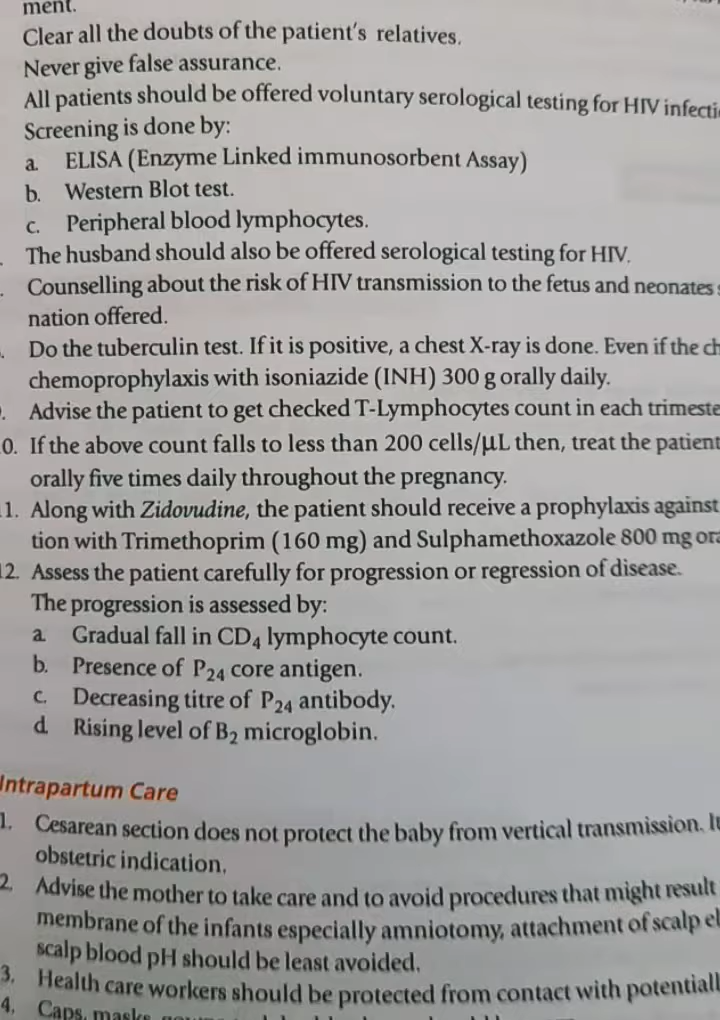 ment.
Clear all the doubts of the patient's relatives.
Never give false assurance.
All patients should be offered voluntary serological testing for HIV infecti
Screening is done by:
a. ELISA (Enzyme Linked immunosorbent Assay)
b. Western Blot test.
c. Peripheral blood lymphocytes.
. The husband should also be offered serological testing for HIV.
. Counselling about the risk of HIV transmission to the fetus and neonates
nation offered.
. Do the tuberculin test. If it is positive, a chest X-ray is done. Even if the ch
chemoprophylaxis with isoniazide (INH) 300 g orally daily.
. Advise the patient to get checked T-Lymphocytes count in each trimeste
0. If the above count falls to less than 200 cells/µL then, treat the patient
orally five times daily throughout the pregnancy.
1. Along with Zidovudine, the patient should receive a prophylaxis against
tion with Trimethoprim (160 mg) and Sulphamethoxazole 800 mg ora
12. Assess the patient carefully for progression or regression of disease.
The progression is assessed by:
a Gradual fall in CD4 lymphocyte count.
b. Presence of P24 core antigen.
c. Decreasing titre of P24 antibody.
d Rising level of B2 microglobin.
Intrapartum Care
1. Cesarean section does not protect the baby from vertical transmission. It
obstetric indication.
2. Advise the mother to take care and to avoid procedures that might result
membrane of the infants especially amniotomy, attachment of scalp el
scalp blood pH should be least avoided.
3. Health care workers should be protected from contact with potentiall
4. Caps, masks